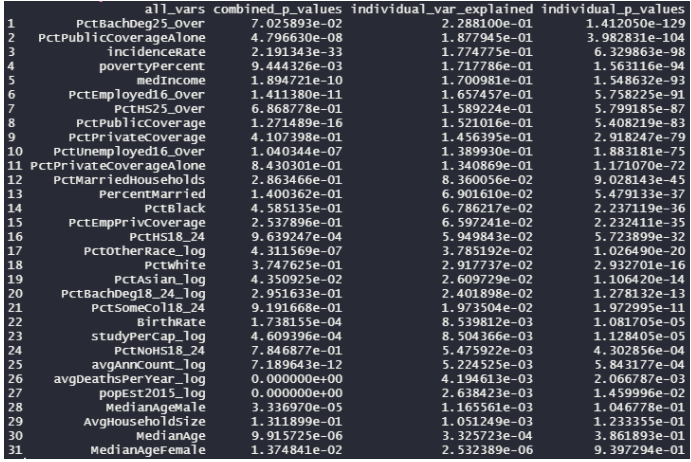 all_vars combined_p_values individual_var_explained individual_p_values
1 PctBachDeg25_Over 7.025893e-02 2.288100e-01 1.412050e-129
2 PctPublicCoverageAlone 4.796630e-08 1.877945e-01 3.982831e-104
3 incidenceRate 2.191343e-33 1.774775e-01 6.329863e-98
4 povertyPercent 9.444326e-03 1.717786e-01 1.563116e-94
5 medIncome 1.894721e-10 1.700981e-01 1.548632e-93
6 PctEmployed16_Over 1.411380e-11 1.657457e-01 5.758225e-91
7 PctHS25_Over 6.868778e-01 1.589224e-01 5.799185e-87
8 PctPublicCoverage 1.271489e-16 1.521016e-01 5.408219e-83
9 PctPrivateCoverage 4.107398e-01 1.456395e-01 2.918247e-79
10 PctUnemployed16_Over 1.040344e-07 1.389930e-01 1.883181e-75
11 PctPrivateCoverageAlone 8.430301e-01 1.340869e-01 1.171070e-72
12 PctMarriedHouseholds 2.863466e-01 8.360056e-02 9.028143e-45
13 PercentMarried 1.400362e-01 6.901610e-02 5.479133e-37
14 PctBlack 4.585135e-01 6.786217e-02 2.237119e-36
15 PctEmpPrivCoverage 2.537896e-01 6.597241e-02 2.232411e-35
16 PctHS18_24 9.639247e-04 5.949843e-02 5.723899e-32
17 PctOtherRace_log 4.311569e-07 3.785192e-02 1.026490e-20
18 PctWhite 3.747625e-01 2.917737e-02 2.932701e-16
19 PctAsian_log 4.350925e-02 2.609729e-02 1.106420e-14
20 PctBachDeg18_24_log 2.951633e-01 2.401898e-02 1.278132e-13
21 PctSomeCol18_24 9.191668e-01 1.973504e-02 1.972995e-11
22 BirthRate 1.738155e-04 8.539812e-03 1.081705e-05
23 studyPerCap_log 4.609396e-04 8.504366e-03 1.128405e-05
24 PctNoHS18_24 7.846877e-01 5.475922e-03 4.302856e-04
25 avgAnnCount_log 7.189643e-12 5.224525e-03 5.843177e-04
26 avgDeathsPerYear_log 0.000000e+00 4.194613e-03 2.066787e-03
27 popEst2015_log 0.000000e+00 2.638423e-03 1.459996e-02
28 MedianAgeMale 3.336970e-05 1.165561e-03 1.046778e-01
29 AvgHouseholdSize 1.311899e-01 1.051249e-03 1.233355e-01
30 MedianAge 9.915725e-06 3.325723e-04 3.861893e-01
31 MedianAgeFemale 1.374841e-02 2.532389e-06 9.397294e-01